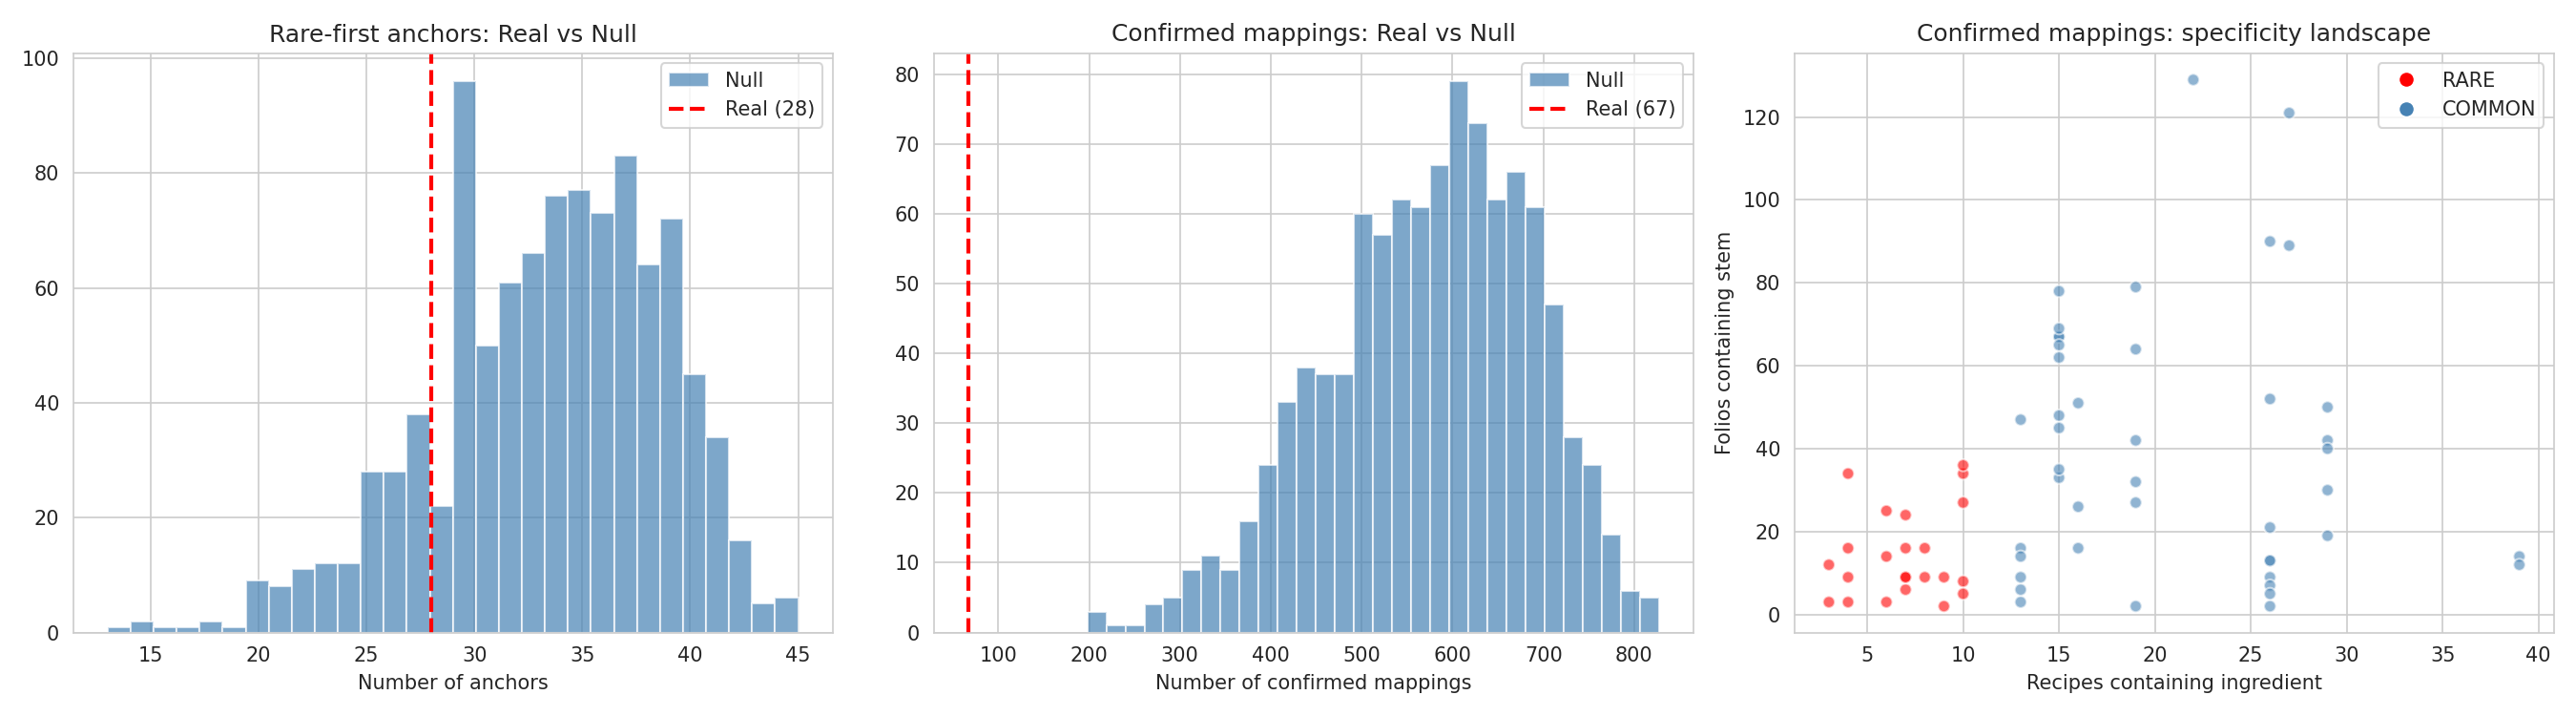 Rare-first anchors: Real vs Null
100
80
60
40
20
0
15 20 25 30 35 40 45
Number of anchors
Null
Real (28)
Confirmed mappings: Real vs Null
80
70
60
50
40
30
20
10
0
100 200 300 400 500 600 700 800
Number of confirmed mappings
Null
Real (67)
Confirmed mappings: specificity landscape
Folios containing stem
120
100
80
60
40
20
0
5 10 15 20 25 30 35 40
Recipes containing ingredient
RARE
COMMON